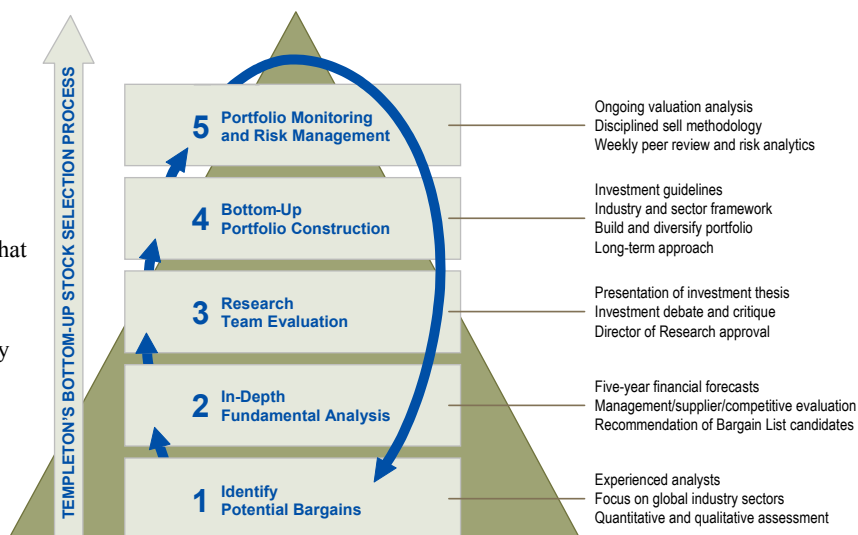 TEMPLETON'S BOTTOM-UP STOCK SELECTION PROCESS
hat
y
5 Portfolio Monitoring
and Risk Management
Ongoing valuation analysis
Disciplined sell methodology
Weekly peer review and risk analytics
4 Bottom-Up
Portfolio Construction
Investment guidelines
Industry and sector framework
Build and diversify portfolio
Long-term approach
3 Research
Team Evaluation
Presentation of investment thesis
Investment debate and critique
Director of Research approval
2 In-Depth
Fundamental Analysis
Five-year financial forecasts
Management/supplier/competitive evaluation
Recommendation of Bargain List candidates
1 Identify
Potential Bargains
Experienced analysts
Focus on global industry sectors
Quantitative and qualitative assessment